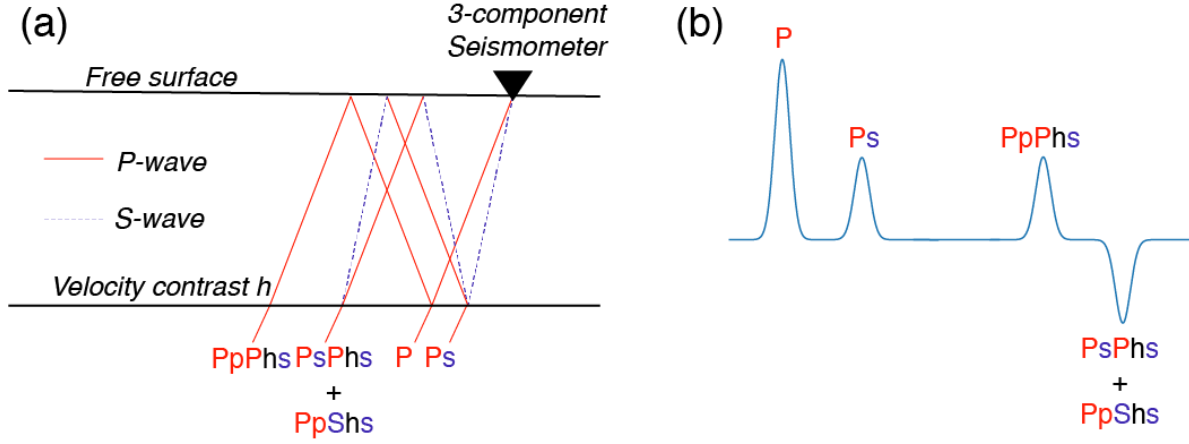 (a)
3-component
Seismometer
Free surface
P-wave
S-wave
Velocity contrast h
PpPhs PsPhs P Ps
+
PpShs
(b)
P
Ps
PpPhs
PsPhs
+
PpShs